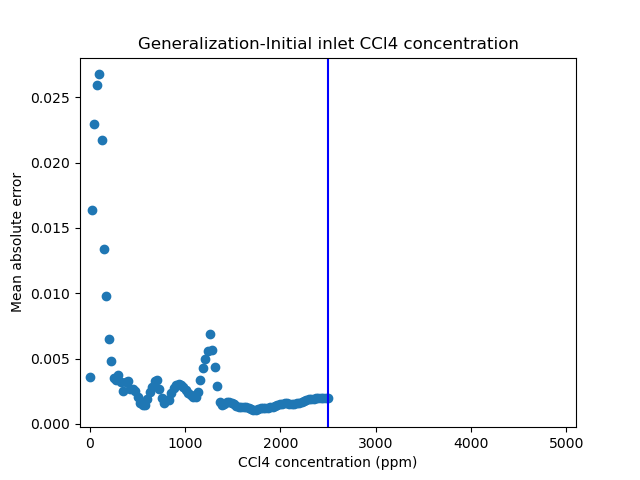 Generalization-Initial inlet CCl4 concentration
0.025
0.020
0.015
0.010
0.005
0.000
Mean absolute error
0 1000 2000 3000 4000 5000
CCl4 concentration (ppm)